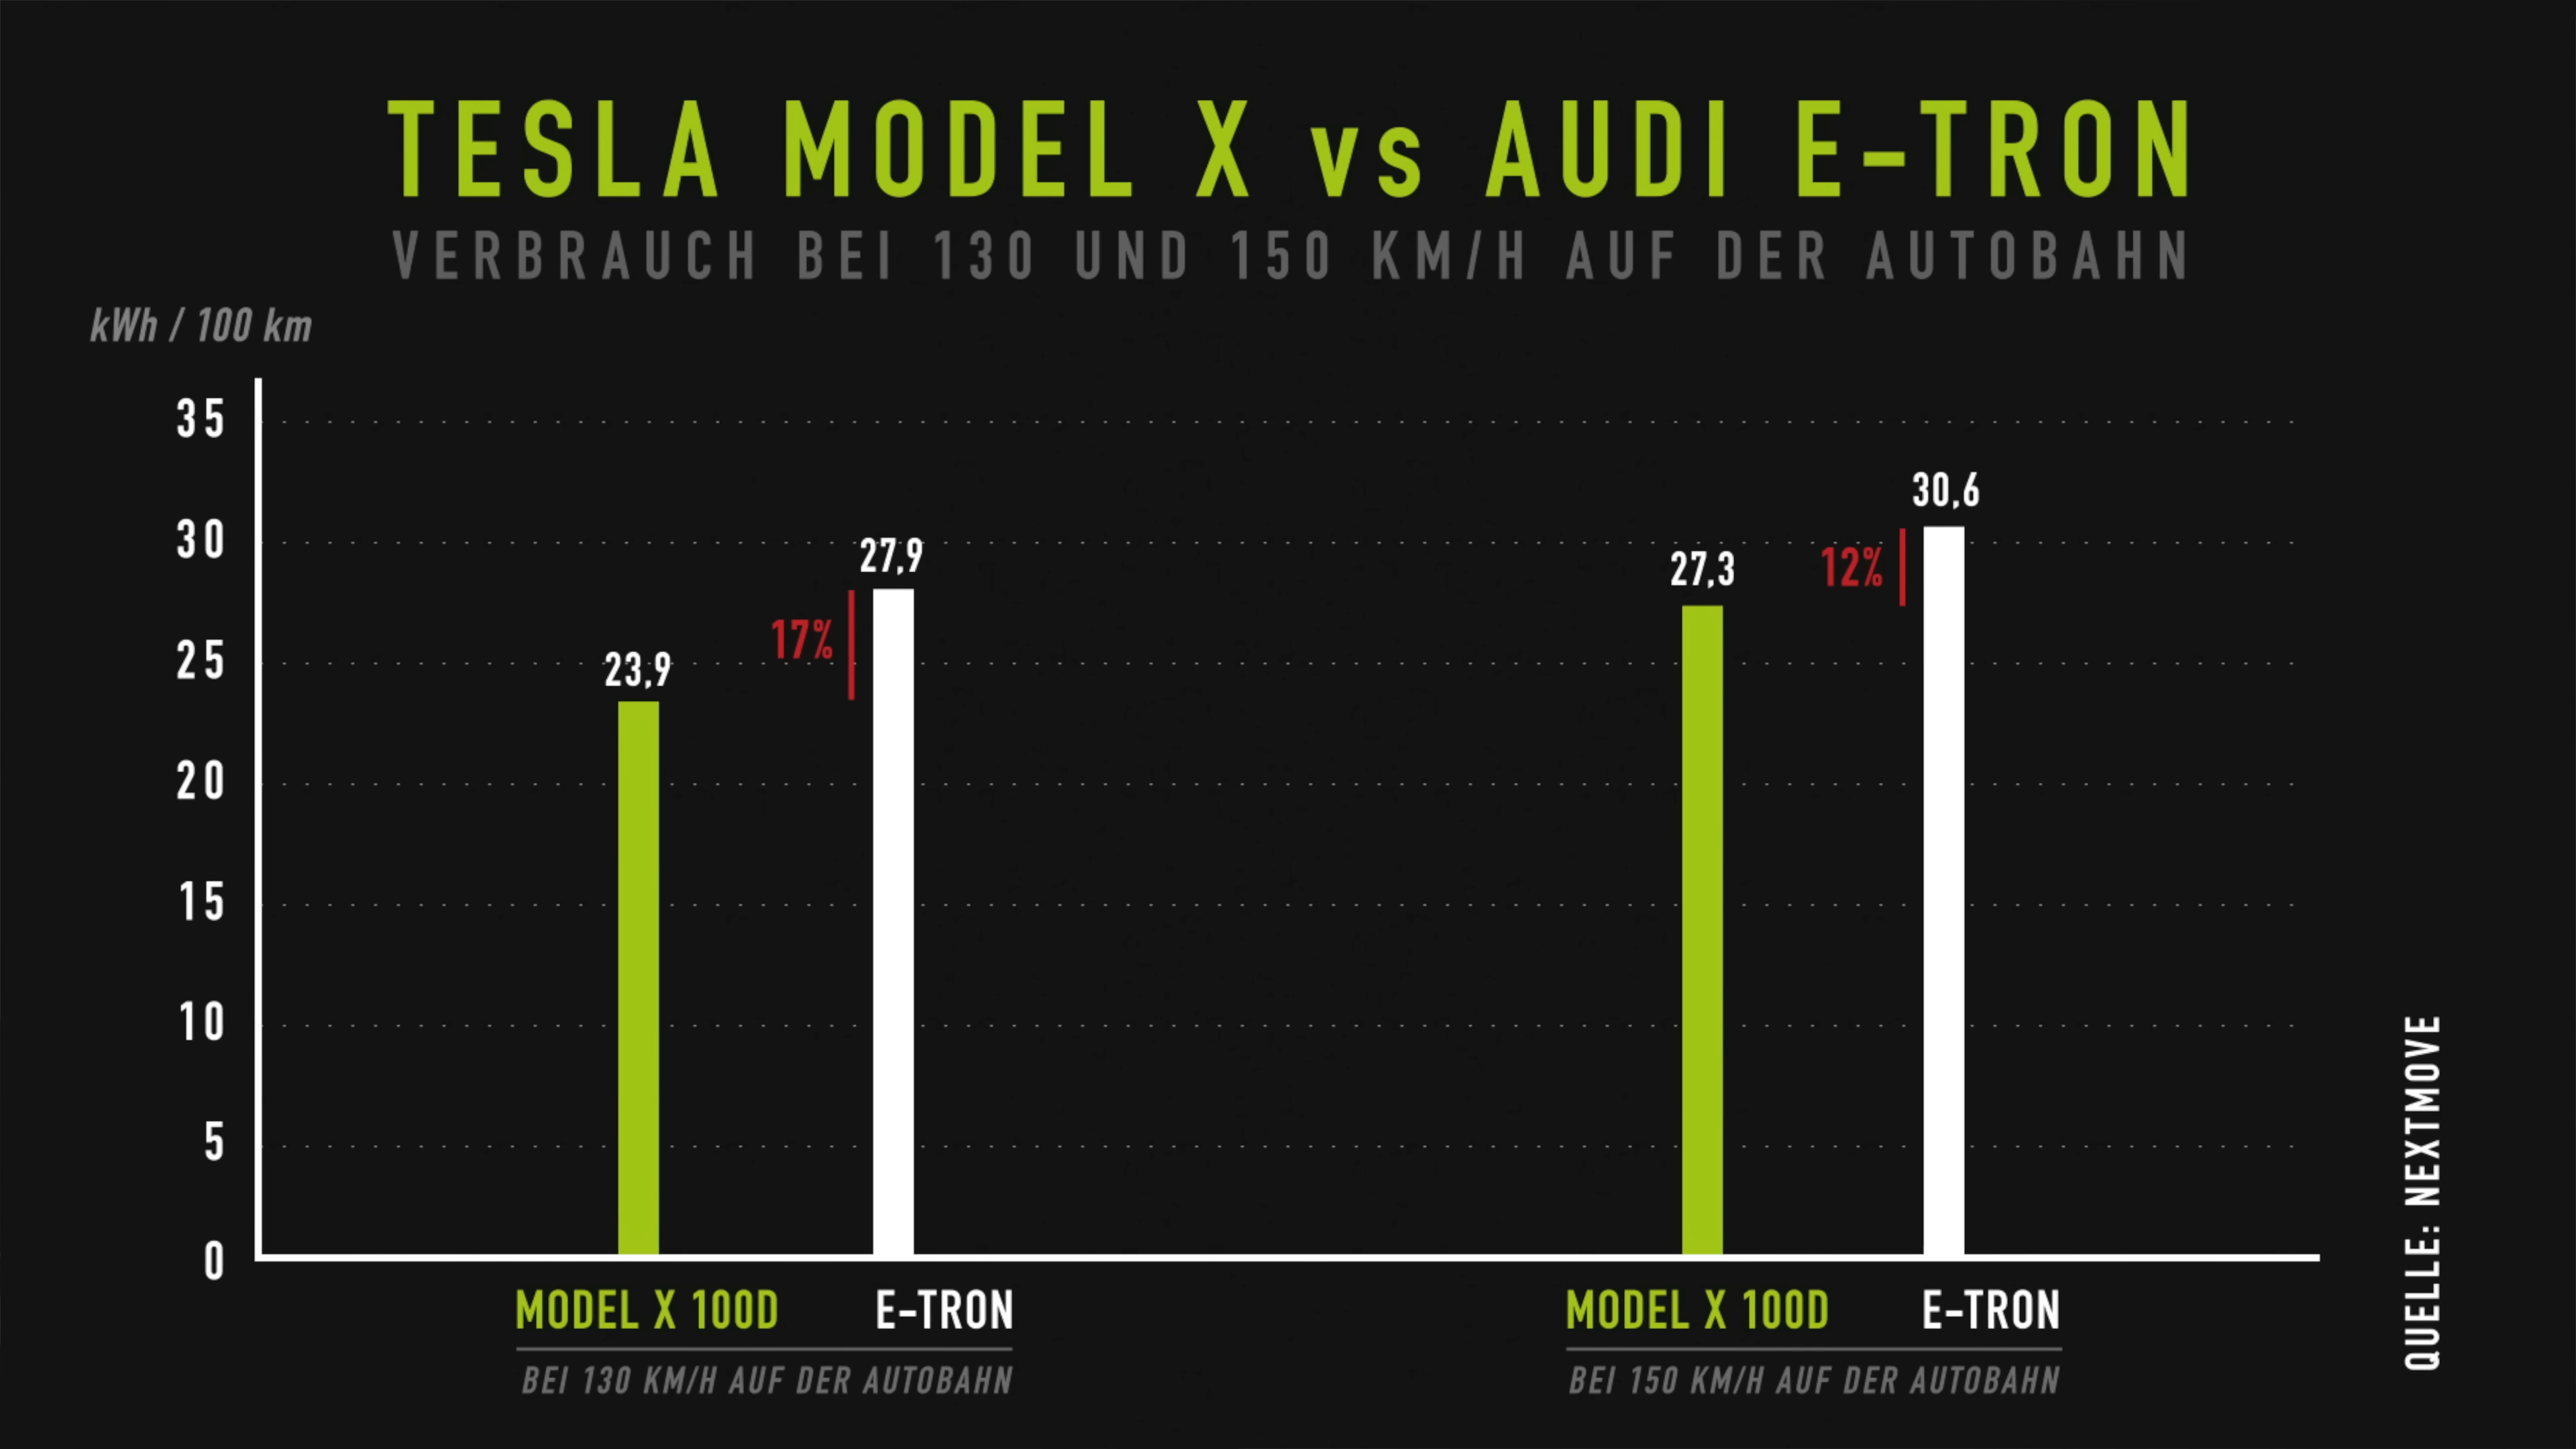 TESLA MODEL X vs AUDI E-TRON
VERBRAUCH BEI 130 UND 150 KM/H AUF DER AUTOBAHN
kWh / 100 km
35
30
25
20
15
10
5
0
23,9
17%
27,9
27,3
12%
30,6
MODEL X 100D E-TRON
BEI 130 KM/H AUF DER AUTOBAHN
MODEL X 100D E-TRON
BEI 150 KM/H AUF DER AUTOBAHN
QUELLE: NEXTMOVE